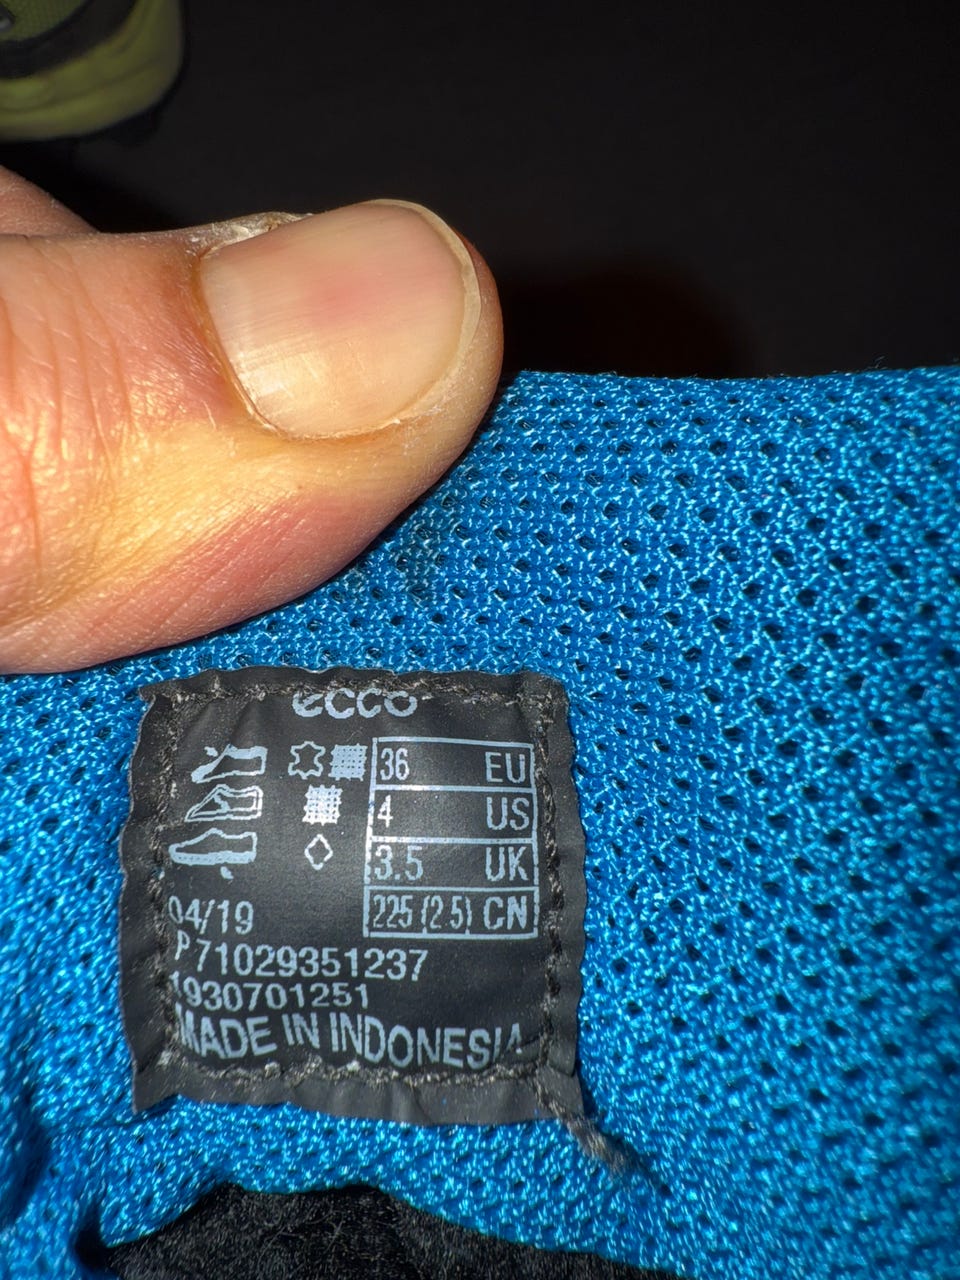 ecco
36 EU
4 US
3.5 UK
225 (2.5) CN
04/19
P71029351237
1930701251
MADE IN INDONESIA